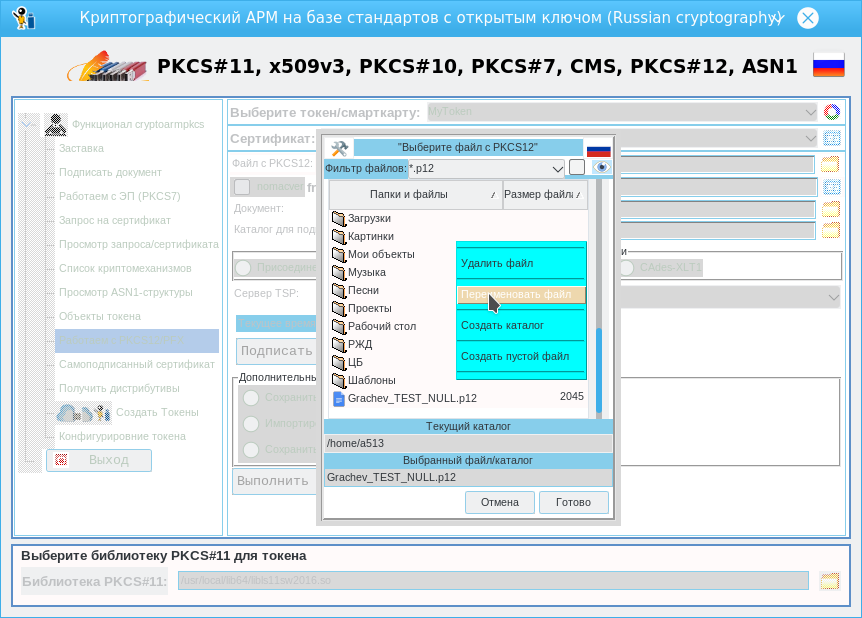 Криптографический АРМ на базе стандартов с открытым ключом (Russian cryptography)
PKCS#11, x509v3, PKCS#10, PKCS#7, CMS, PKCS#12, ASN1
Функционал cryptoarmpkcs
Заставка
Подписать документ
Работаем с ЭП (PKCS7)
Запрос на сертификат
Просмотр запроса/сертификата
Список криптомеханизмов
Просмотр ASN1-структуры
Объекты токена
Самоподписанный сертификат
Получить дистрибутивы
Создать Токены
Конфигурировние токена
Выход
Выберите токен/смарткарту:
MyToken
Сертификат:
Файл с PKCS12:
nomacver
Документ:
Каталог для под
Присоедин
CAdes-XLT1
Сервер TSP:
Подписать
Дополнительны
Сохранит
Импортир
Сохранит
Выполнить
"Выберите файл с PKCS12"
Фильтр файлов:
*.p12
Папки и файлы
Размер файла
Загрузки
Картинки
Мои объекты
Музыка
Песни
Проекты
Рабочий стол
РЖД
ЦБ
Шаблоны
Grachev_TEST_NULL.p12
2045
Удалить файл
Переименовать файл
Создать каталог
Создать пустой файл
Текущий каталог
/home/a513
Выбранный файл/каталог
Grachev_TEST_NULL.p12
Отмена
Готово
Выберите библиотеку PKCS#11 для токена
Библиотека PKCS#11:
/usr/local/lib64/libls11sw2016.so